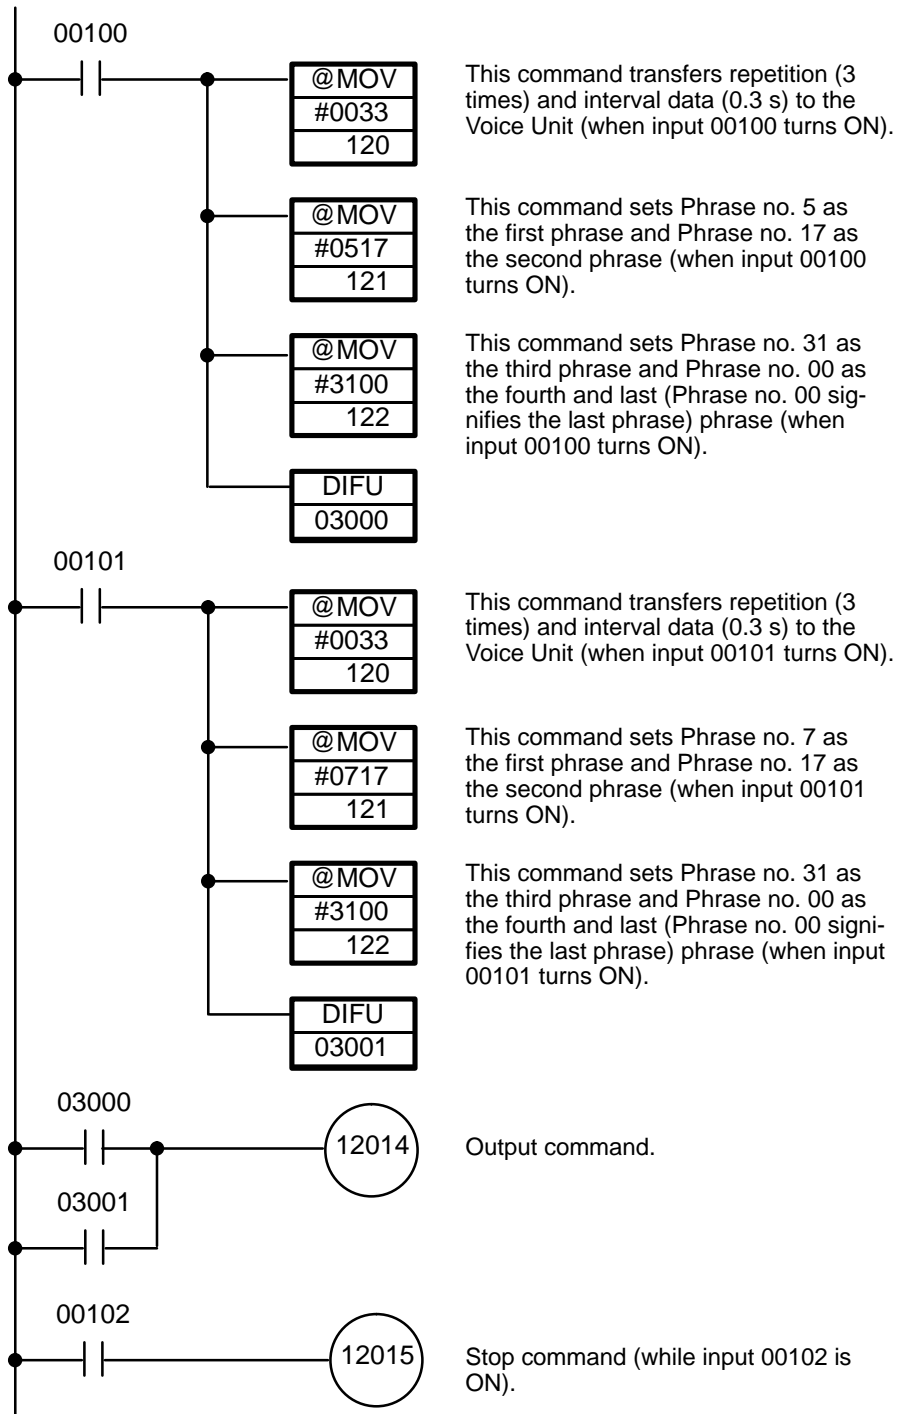 00100
@MOV
#0033
120
This command transfers repetition (3
times) and interval data (0.3 s) to the
Voice Unit (when input 00100 turns ON).
@MOV
#0517
121
This command sets Phrase no. 5 as
the first phrase and Phrase no. 17 as
the second phrase (when input 00100
turns ON).
@MOV
#3100
122
This command sets Phrase no. 31 as
the third phrase and Phrase no. 00 as
the fourth and last (Phrase no. 00 sig-
nifies the last phrase) phrase (when
input 00100 turns ON).
DIFU
03000
00101
@MOV
#0033
120
This command transfers repetition (3
times) and interval data (0.3 s) to the
Voice Unit (when input 00101 turns ON).
@MOV
#0717
121
This command sets Phrase no. 7 as
the first phrase and Phrase no. 17 as
the second phrase (when input 00101
turns ON).
@MOV
#3100
122
This command sets Phrase no. 31 as
the third phrase and Phrase no. 00 as
the fourth and last (Phrase no. 00 signi-
fies the last phrase) phrase (when input
00101 turns ON).
DIFU
03001
03000
12014
Output command.
03001
00102
12015
Stop command (while input 00102 is
ON).